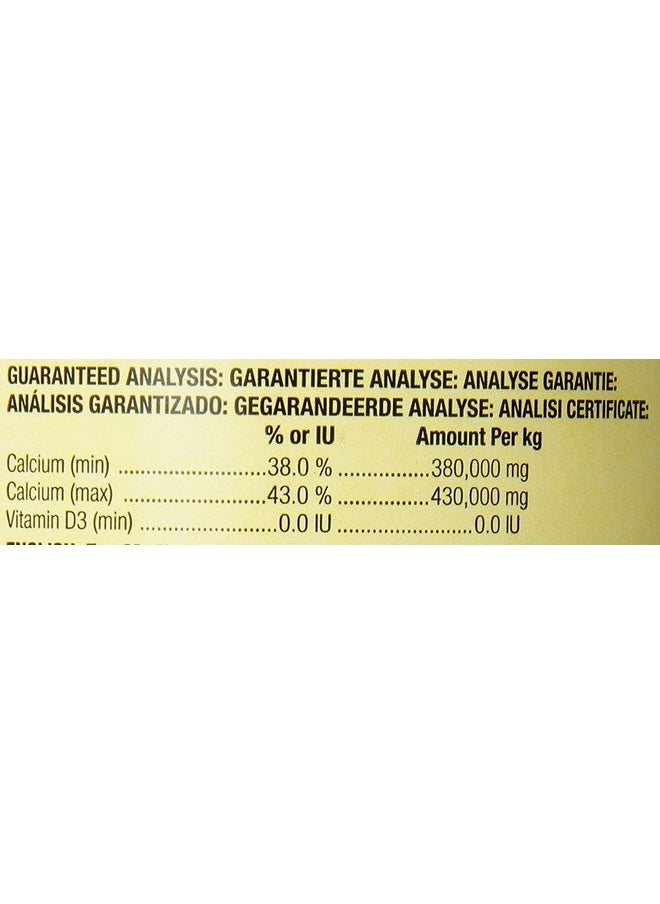 GUARANTEED ANALYSIS: GARANTIERTE ANALYSE: ANALYSE GARANTIE:
ANÁLISIS GARANTIZADO: GEGARANDEERDE ANALYSE: ANALISI CERTIFICATE:
% or IU Amount Per kg
Calcium (min) ........................38.0 % ...............380,000 mg
Calcium (max) .......................43.0 % ...............430,000 mg
Vitamin D3 (min) ......................0.0 IU ......................0.0 IU